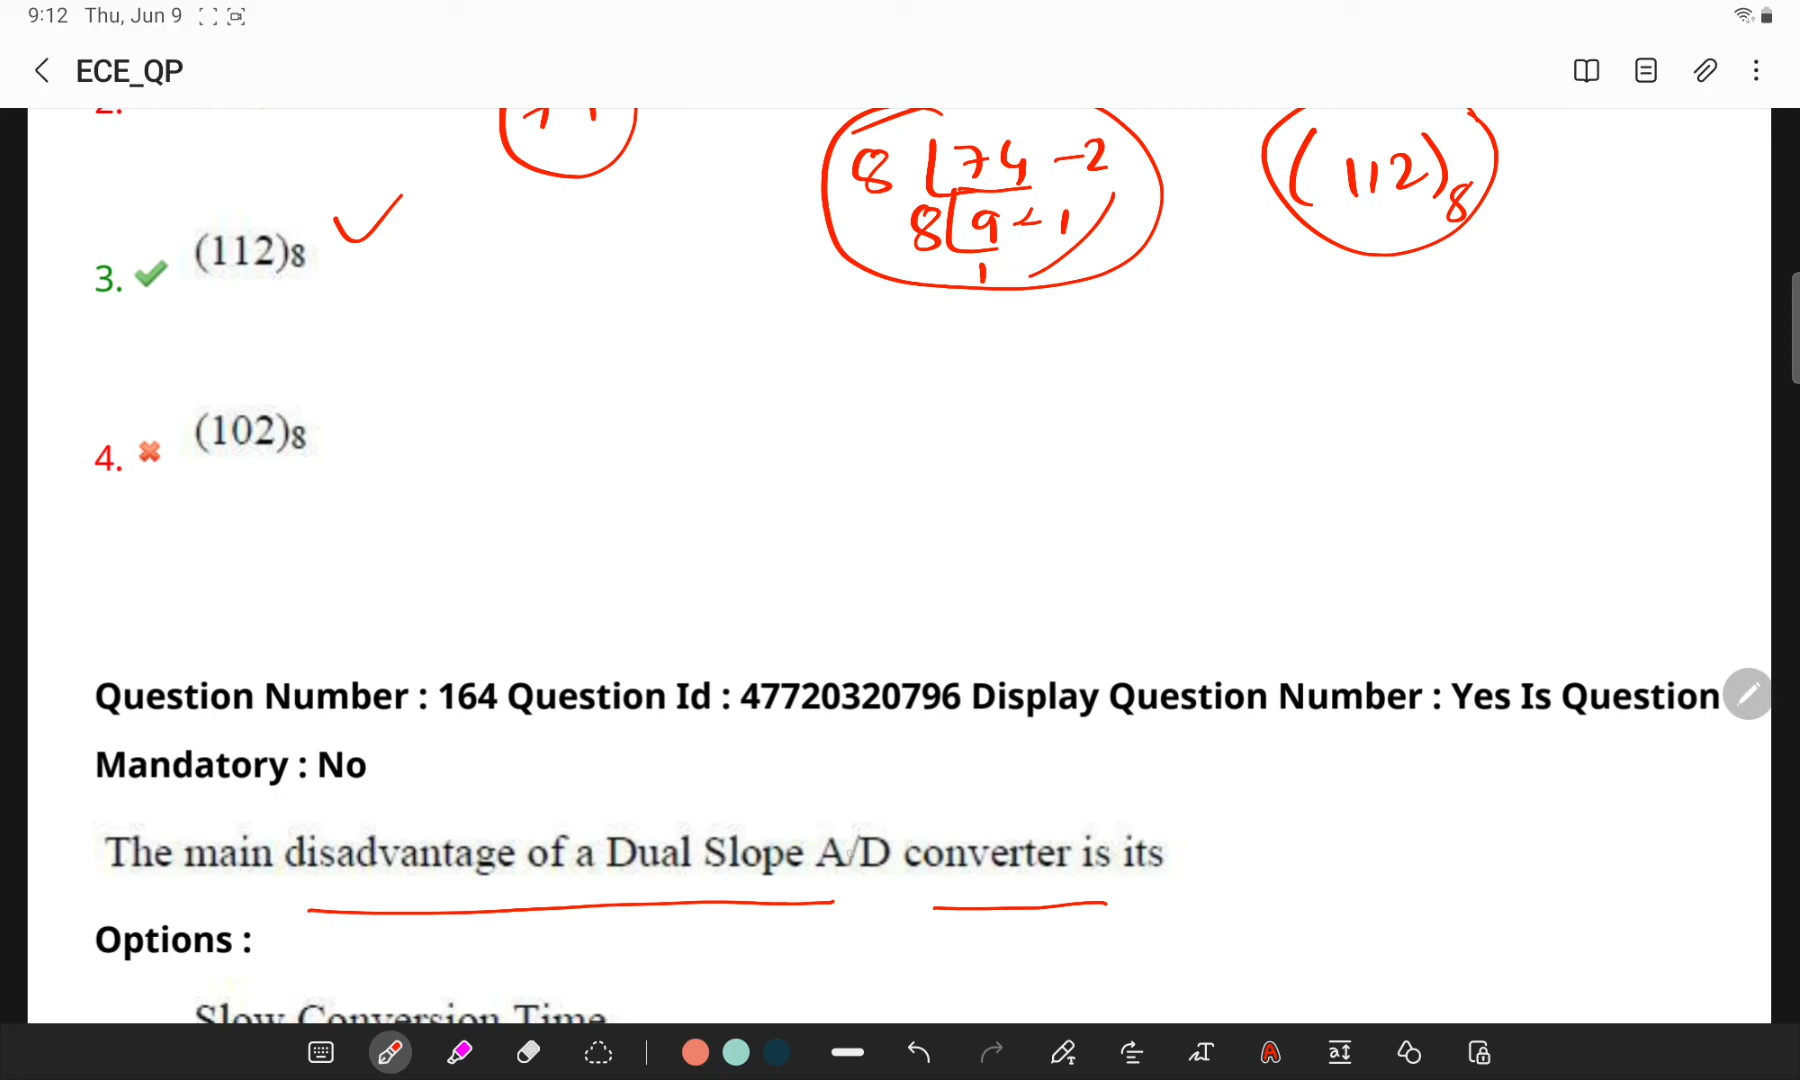 9:12 Thu, Jun 9
ECE_QP
8 74 -2
8 9 - 1
1
(112)8
3. (112)8
4. (102)8
Question Number : 164 Question Id : 47720320796 Display Question Number : Yes Is Question
Mandatory : No
The main disadvantage of a Dual Slope A/D converter is its
Options :
Slow Conversion Time